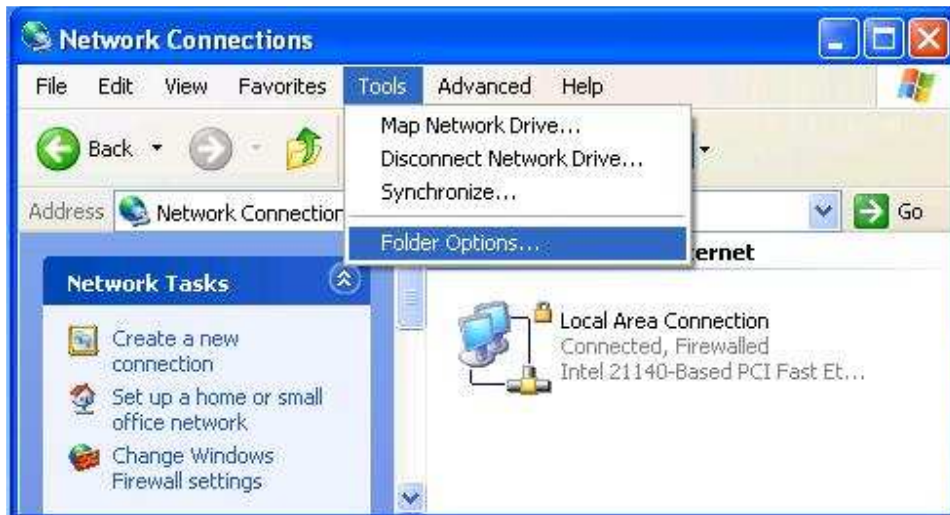 Network Connections
File Edit View Favorites Tools Advanced Help
Back
Map Network Drive...
Disconnect Network Drive...
Synchronize...
Folder Options...
Address Network Connection
Go
ernet
Network Tasks
Create a new
connection
Set up a home or small
office network
Change Windows
Firewall settings
Local Area Connection
Connected, Firewalled
Intel 21140-Based PCI Fast Et...